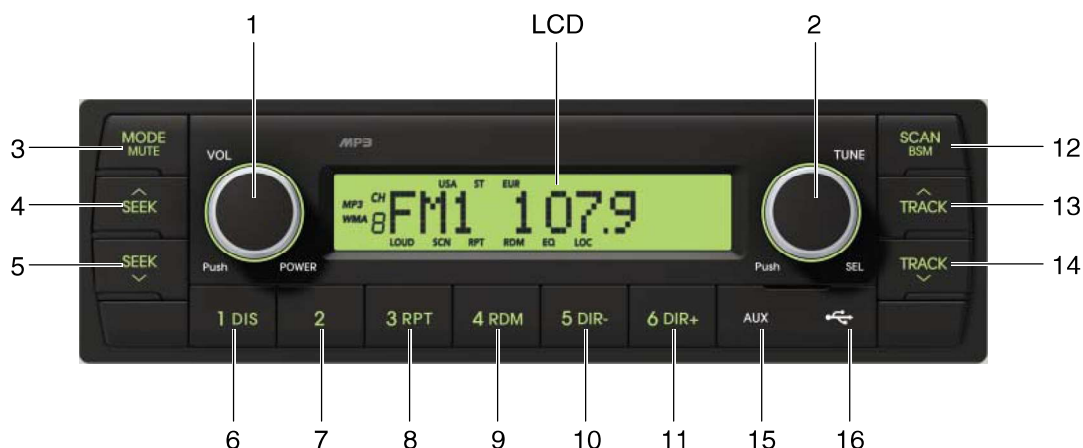 1 LCD 2
3 MODE MUTE
VOL
MP3
TUNE
SCAN BSM 12
4 SEEK
USA ST EUR
MP3 CH
WMA 8 FM1 107.9
LOUD SCN RPT RDM EQ LOC
TRACK 13
5 SEEK
Push POWER
Push SEL
TRACK 14
1 DIS 2 3 RPT 4 RDM 5 DIR- 6 DIR+ AUX
6 7 8 9 10 11 15 16